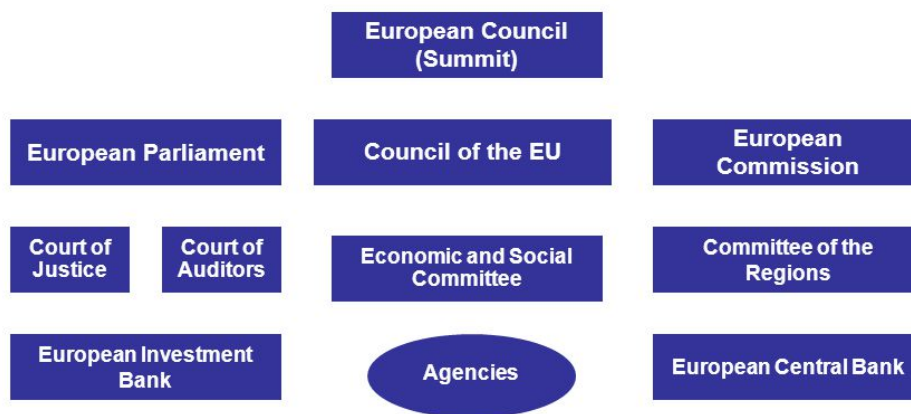 European Council
(Summit)
European Parliament
Council of the EU
European
Commission
Court of
Justice
Court of
Auditors
Economic and Social
Committee
Committee of the
Regions
European Investment
Bank
Agencies
European Central Bank